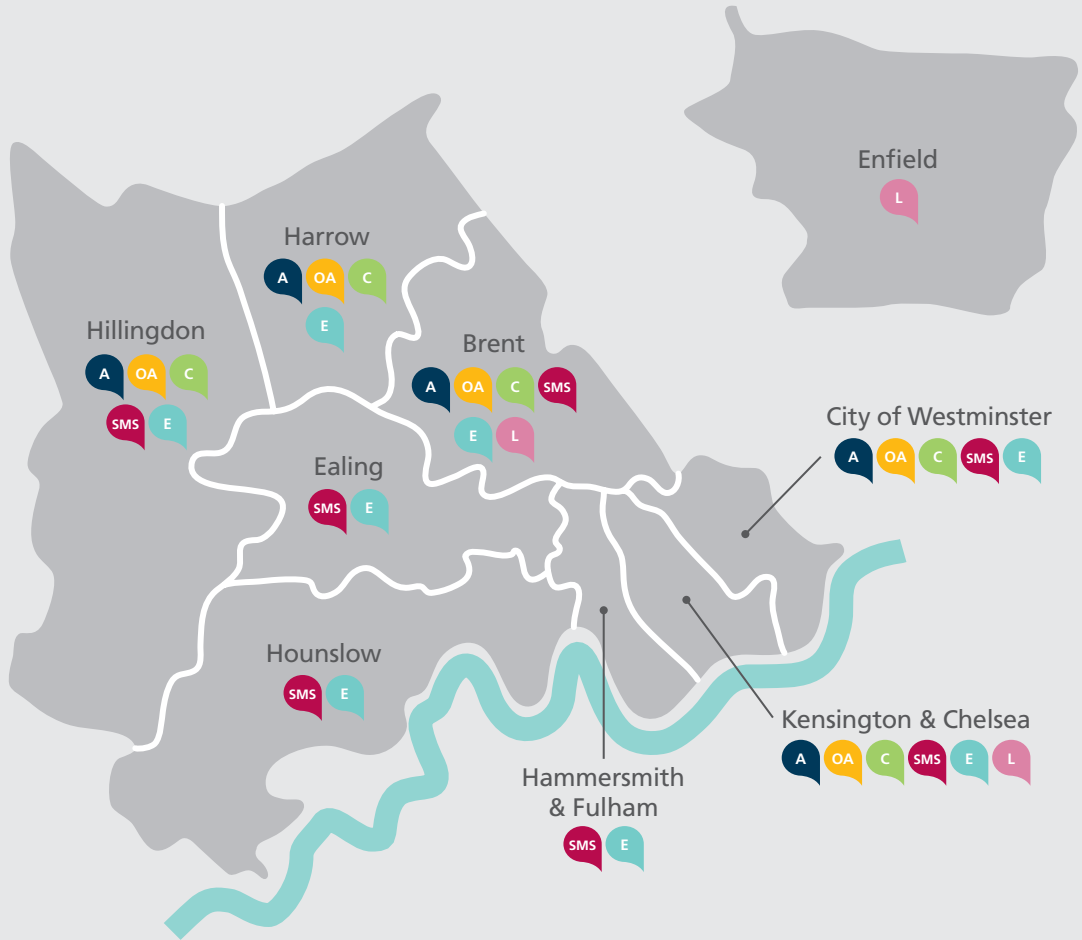 Enfield
L
Harrow
A OA C
E
Hillingdon
A OA C
SMS E
Brent
A OA C SMS
E L
City of Westminster
A OA C SMS E
Ealing
SMS E
Hounslow
SMS E
Kensington & Chelsea
A OA C SMS E L
Hammersmith
& Fulham
SMS E